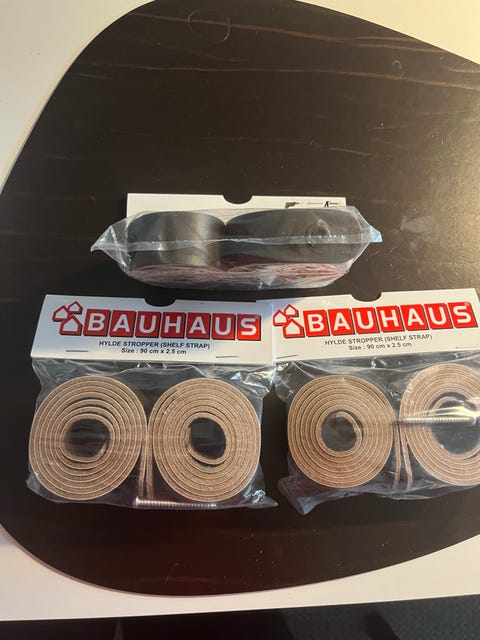 BAUHAUS
HYLDE STROPPER (SHELF STRAP)
Size : 90 cm x 2.5 cm
BAUHAUS
HYLDE STROPPER (SHELF STRAP)
Size : 90 cm x 2.5 cm